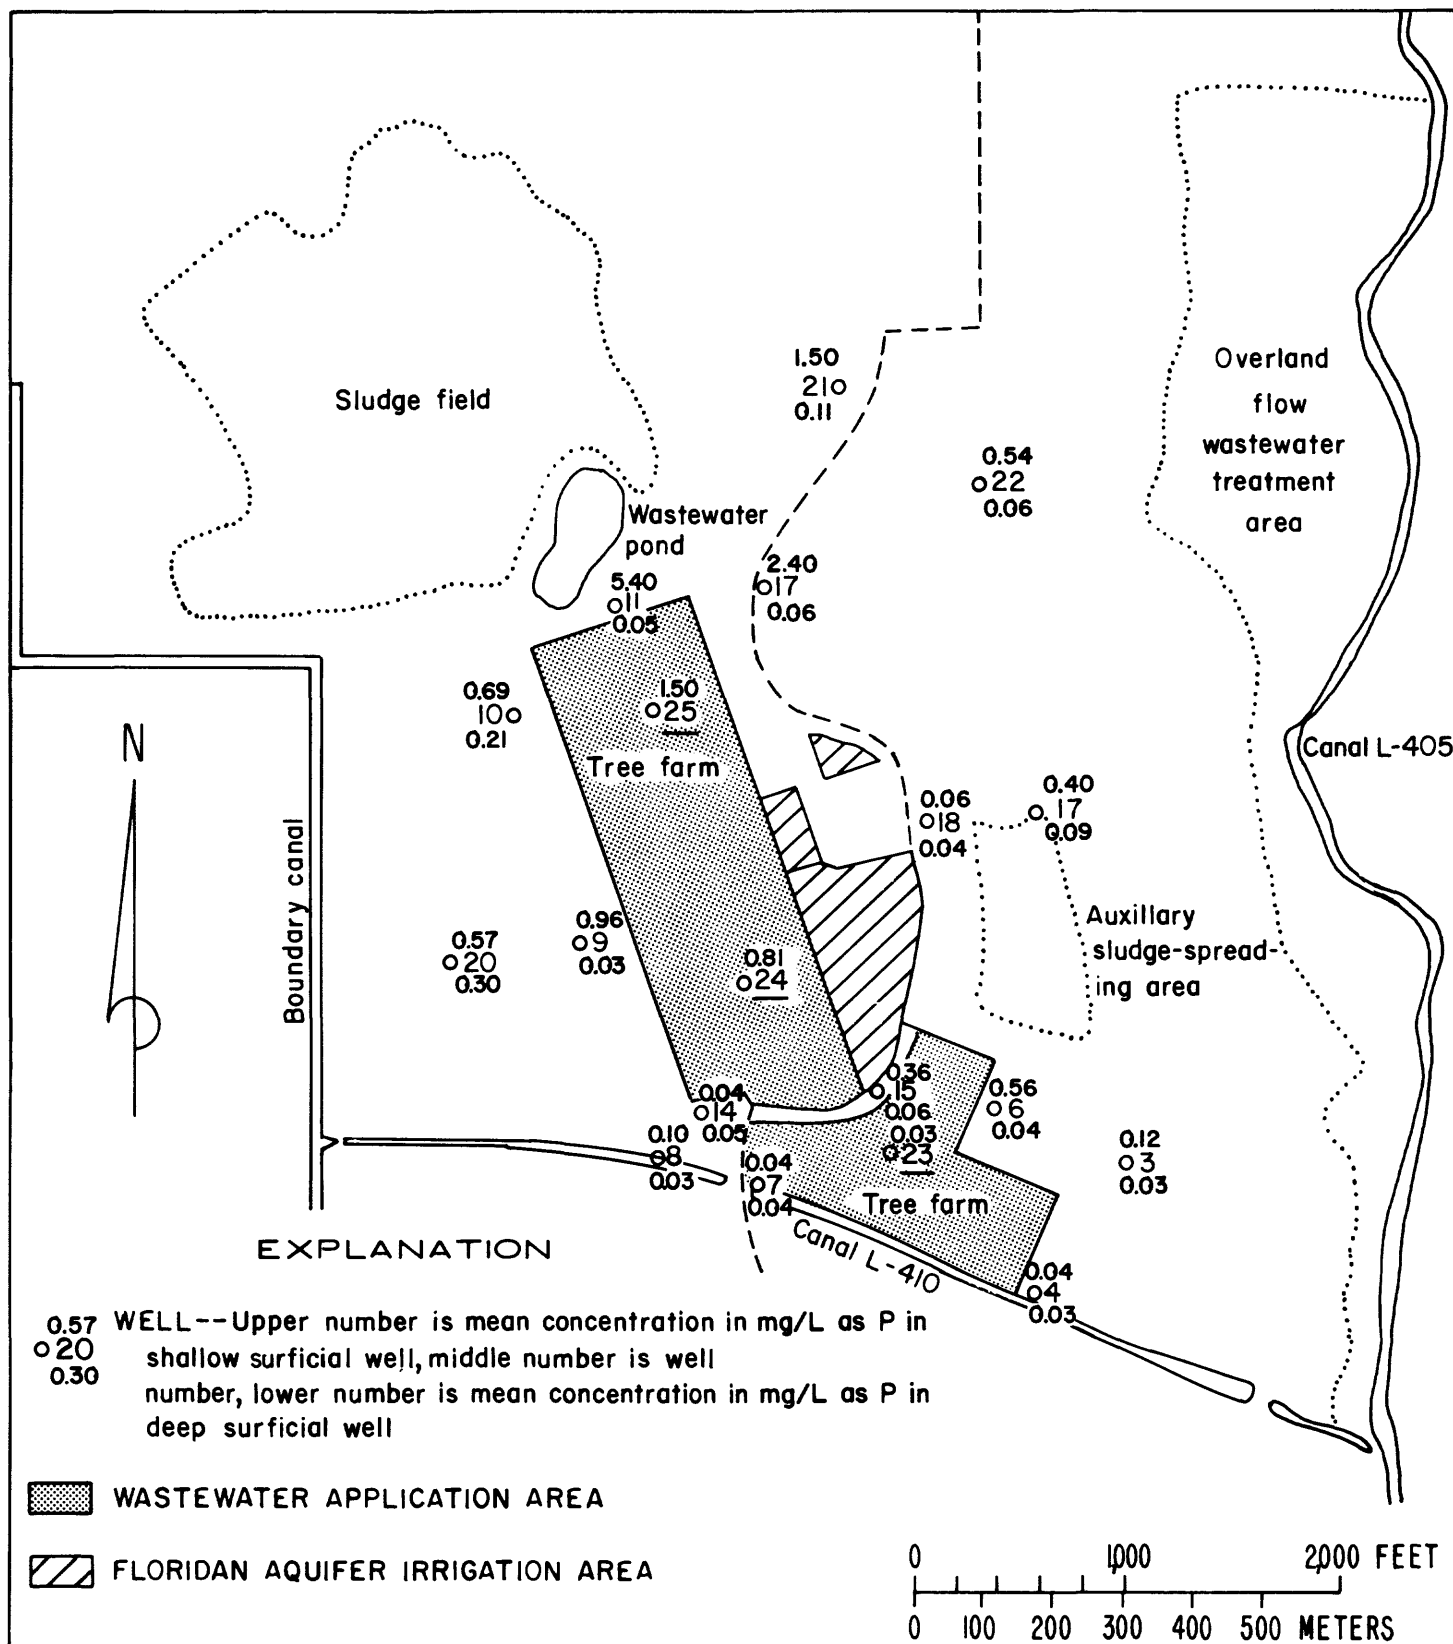 1.50
21
0.11
Sludge field
Overland
flow
wastewater
treatment
area
0.54
22
0.06
Wastewater
pond
2.40
17
0.06
5.40
11
0.05
0.69
10
0.21
1.50
25
Tree farm
N
Canal L-405
0.06
18
0.04
0.40
17
0.09
Boundary canal
0.57
20
0.30
0.96
9
0.03
0.81
24
Auxillary
sludge-spread-
ing area
0.36
15
0.06
0.03
23
Tree farm
0.56
6
0.04
0.12
3
0.03
0.04
14
0.05
0.10
8
0.03
0.04
7
0.04
Canal L-410
0.04
4
0.03
EXPLANATION
0.57
20
0.30
WELL--Upper number is mean concentration in mg/L as P in
shallow surficial well, middle number is well
number, lower number is mean concentration in mg/L as P in
deep surficial well
WASTEWATER APPLICATION AREA
FLORIDAN AQUIFER IRRIGATION AREA
0 1,000 2,000 FEET
0 100 200 300 400 500 METERS